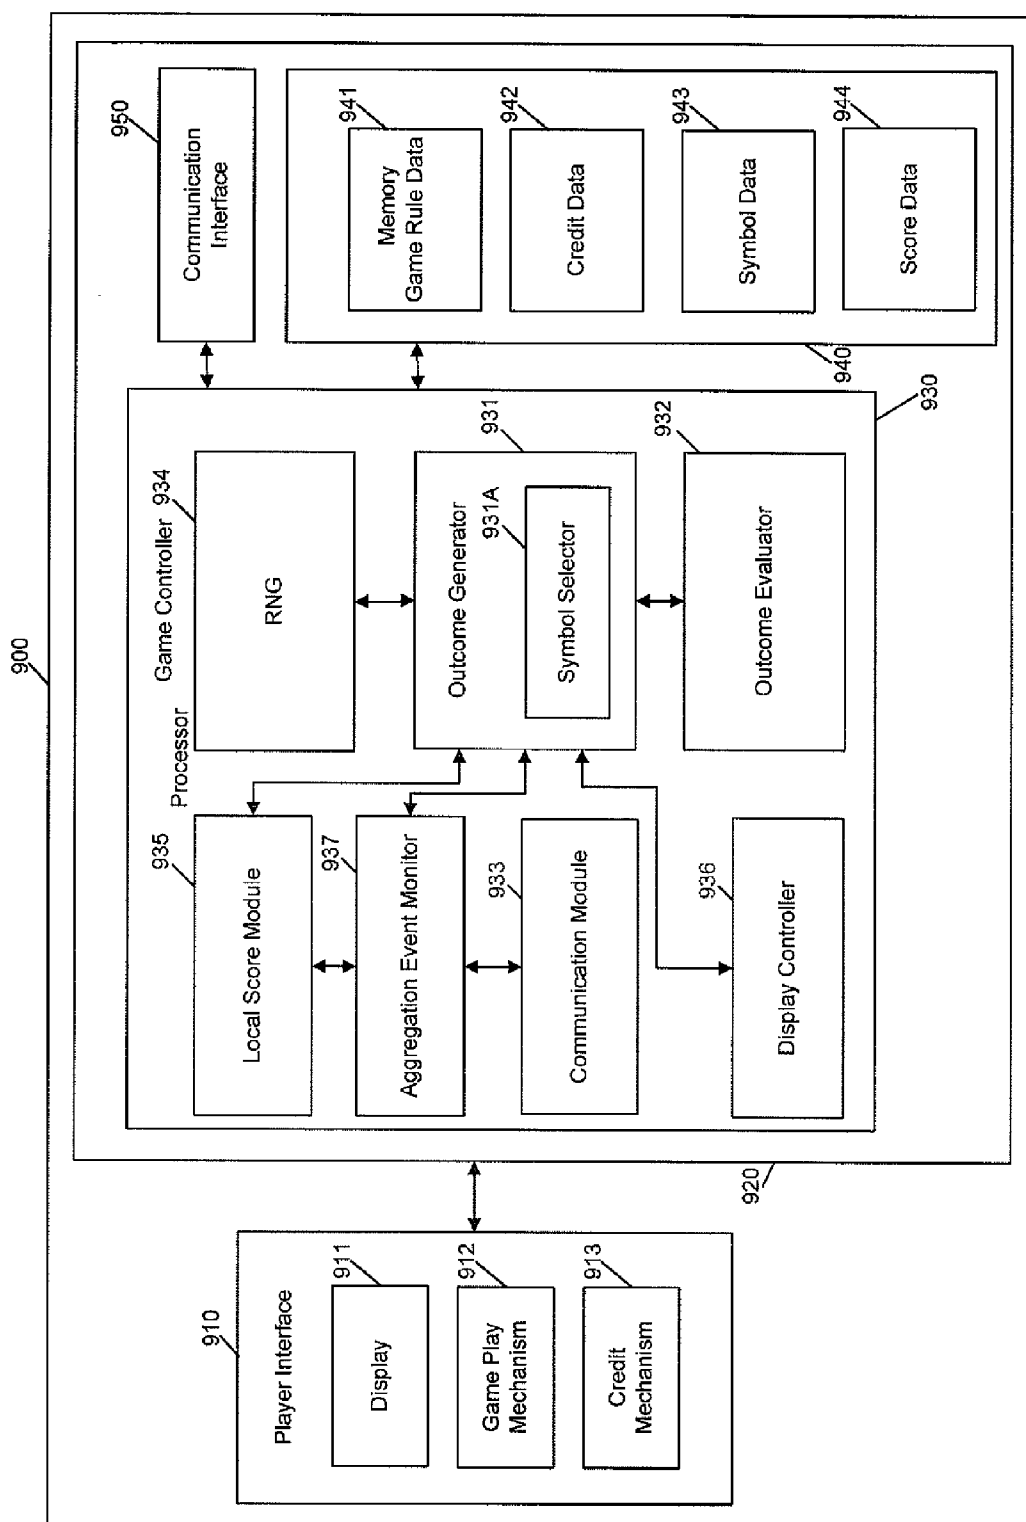 900
910
Player Interface
911
Display
912
Game Play
Mechanism
913
Credit
Mechanism
920
Game Controller
930
Processor
935
Local Score Module
937
Aggregation Event Monitor
933
Communication Module
936
Display Controller
934
RNG
931
Outcome Generator
931A
Symbol Selector
932
Outcome Evaluator
950
Communication
Interface
940
941
Memory
Game Rule Data
942
Credit Data
943
Symbol Data
944
Score Data